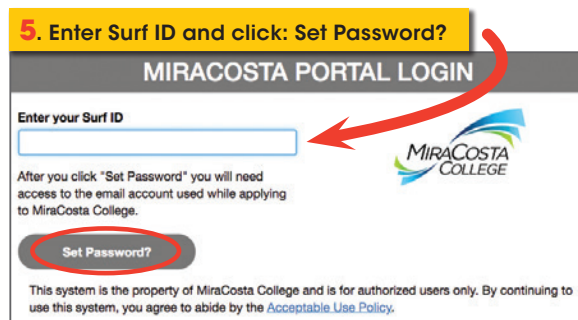 5. Enter Surf ID and click: Set Password?
MIRACOSTA PORTAL LOGIN
Enter your Surf ID
After you click "Set Password" you will need
access to the email account used while applying
to MiraCosta College.
MIRACOSTA
COLLEGE
Set Password?
This system is the property of MiraCosta College and is for authorized users only. By continuing to
use this system, you agree to abide by the Acceptable Use Policy.